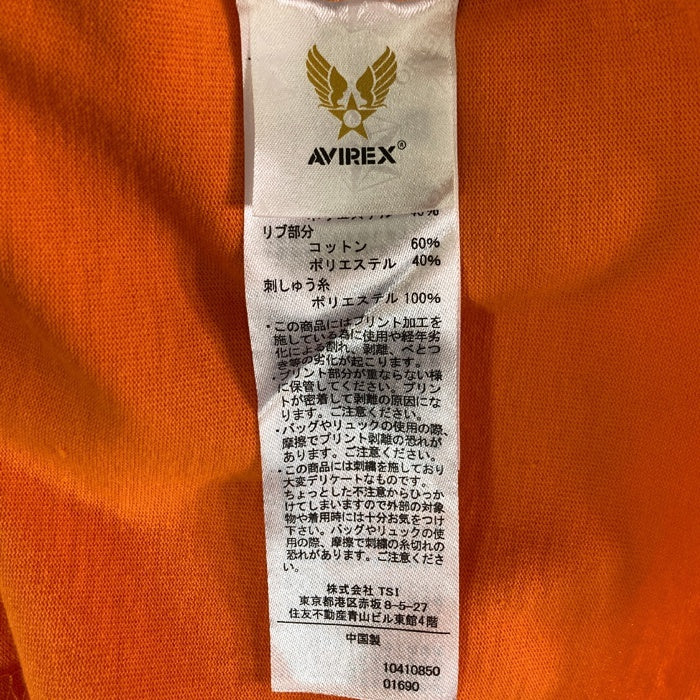 AVIREX®
ポリエステル 40%
リブ部分
コットン 60%
ポリエステル 40%
刺しゅう糸
ポリエステル 100%
・この商品にはプリント加工を
施している為に使用や経年劣
化による割れ、剥離、べとつ
き等の劣化が起こります。
・プリント部分が重ならない様
に保管してください。プリン
トが密着して剥離の原因にな
ります。ご注意ください。
・バッグやリュックの使用の際、
摩擦でプリント剥離の恐れが
あります。ご注意ください。
・この商品には刺繍を施しており
大変デリケートなものです。
ちょっとした不注意からひっか
けてしまいますので外部の対象
物や着用時には十分お気をつけ
下さい。バッグやリュックの使
用の際、摩擦で刺繍の糸切れの
恐れがあります。ご注意くださ
い。
株式会社 TSI
東京都港区赤坂8-5-27
住友不動産青山ビル東館4階
中国製
10410850
01690